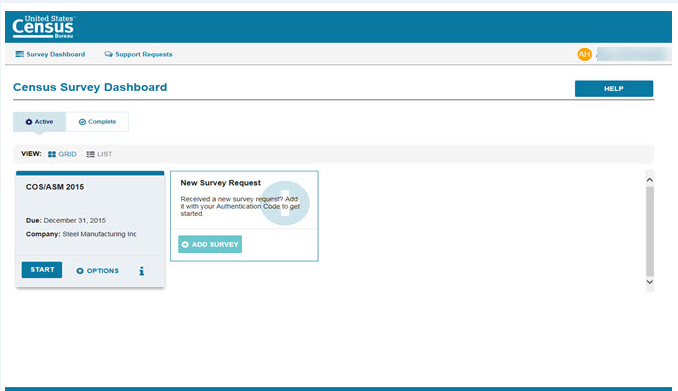 United States™
Census
Bureau
Survey Dashboard
Support Requests
AH
Census Survey Dashboard
HELP
Active
Complete
VIEW: GRID LIST
COS/ASM 2015
Due: December 31, 2015
Company: Steel Manufacturing Inc
START
OPTIONS
i
New Survey Request
Received a new survey request? Add
it with your Authentication Code to get
started.
ADD SURVEY